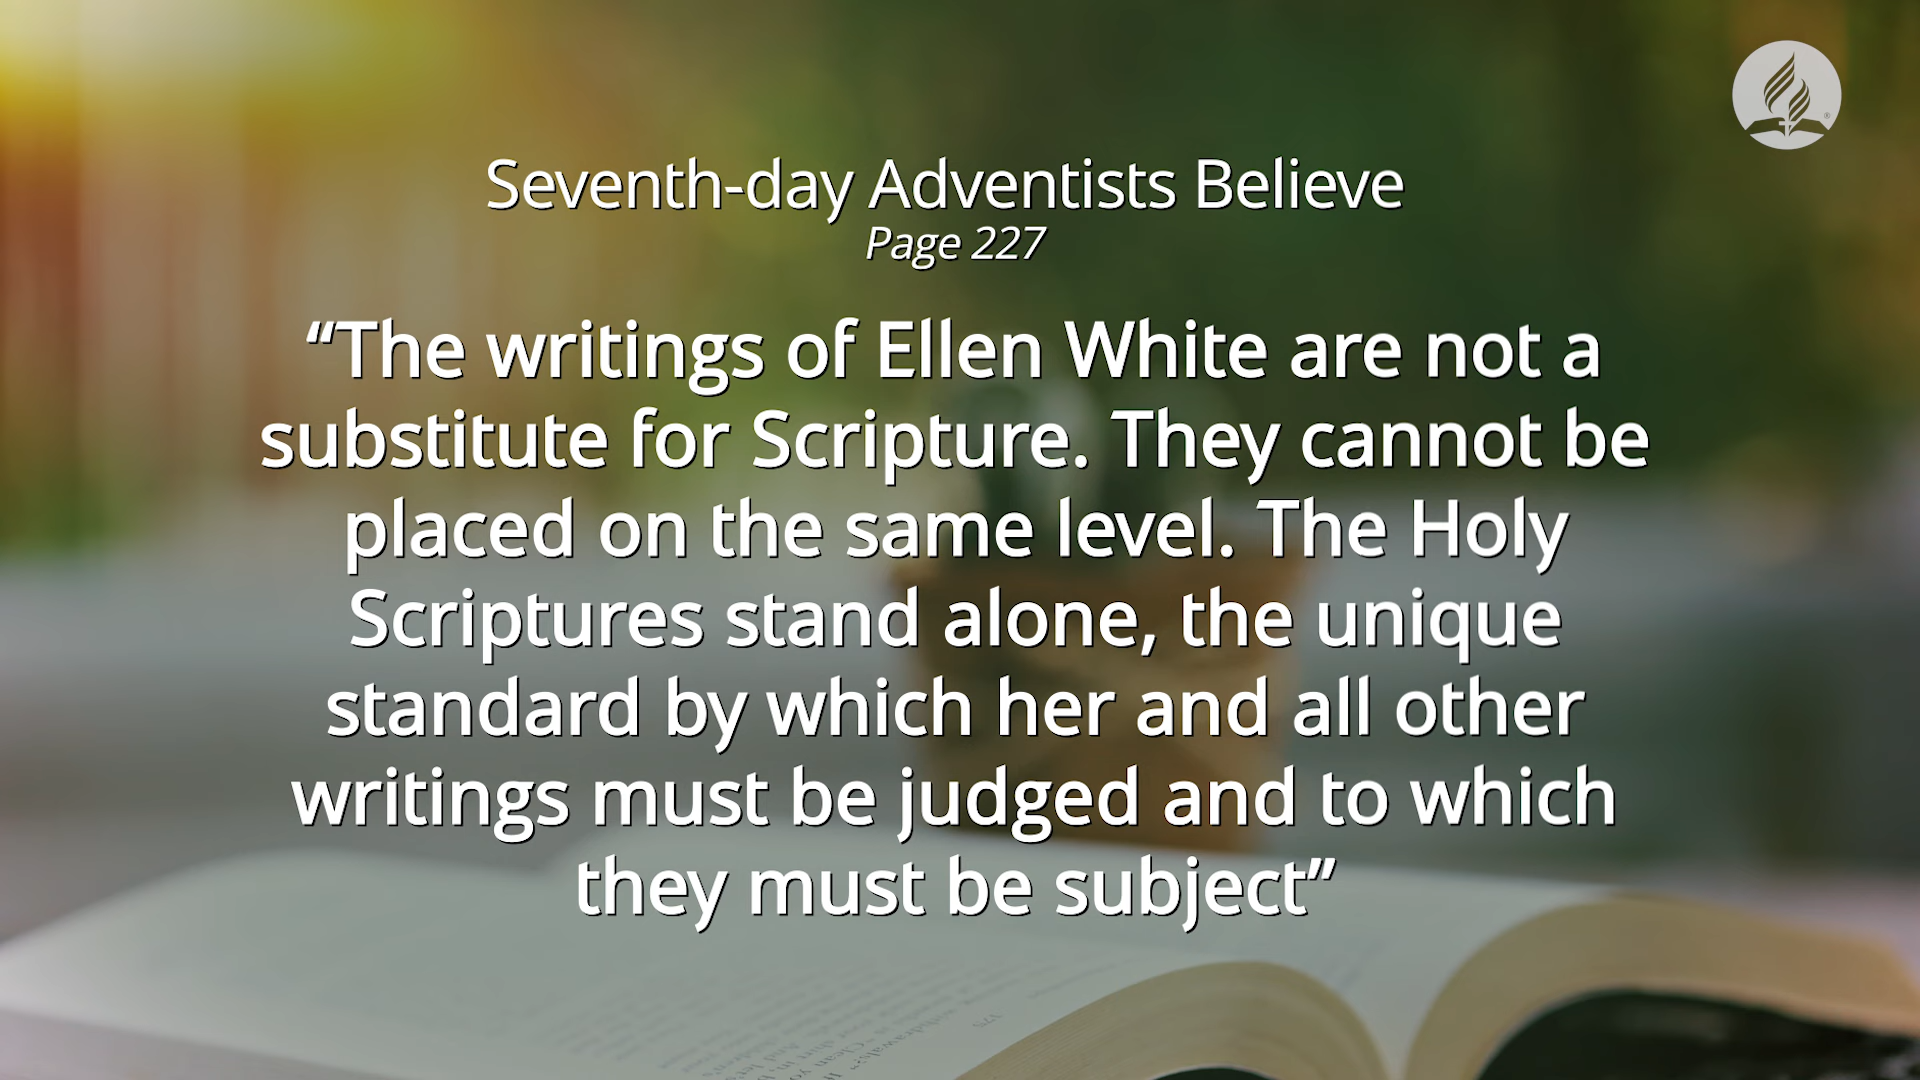 Seventh-day Adventists Believe
Page 227
“The writings of Ellen White are not a
substitute for Scripture. They cannot be
placed on the same level. The Holy
Scriptures stand alone, the unique
standard by which her and all other
writings must be judged and to which
they must be subject”